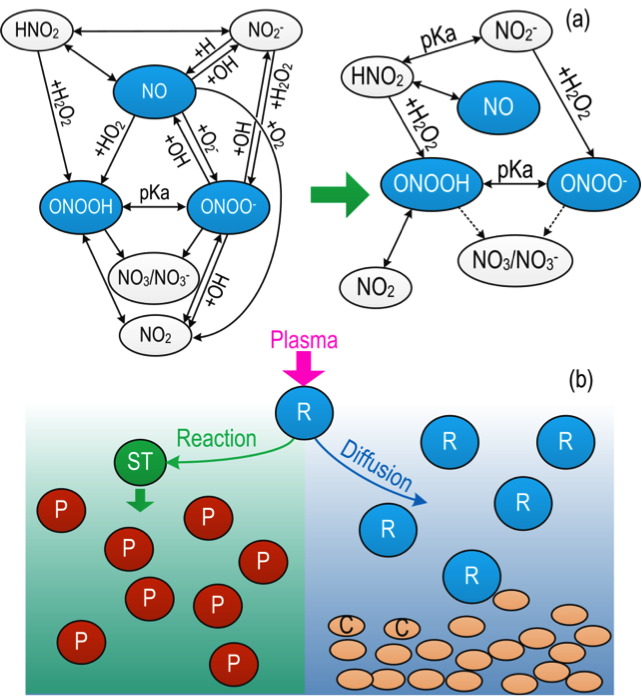 HNO₂
NO₂⁻
+H
+OH
NO
+H₂O₂
+HO₂
+OH
+O₂⁻
+OH
+H₂O₂
+O₂⁻
ONOOH
pKa
ONOO⁻
NO₃/NO₃⁻
+OH
NO₂
(a)
pKa
NO₂⁻
HNO₂
+H₂O₂
NO
+H₂O₂
ONOOH
pKa
ONOO⁻
NO₃/NO₃⁻
NO₂
Plasma
(b)
R
Reaction
Diffusion
ST
R
R
R
R
R
P
P
P
P
P
P
P
P
C
C